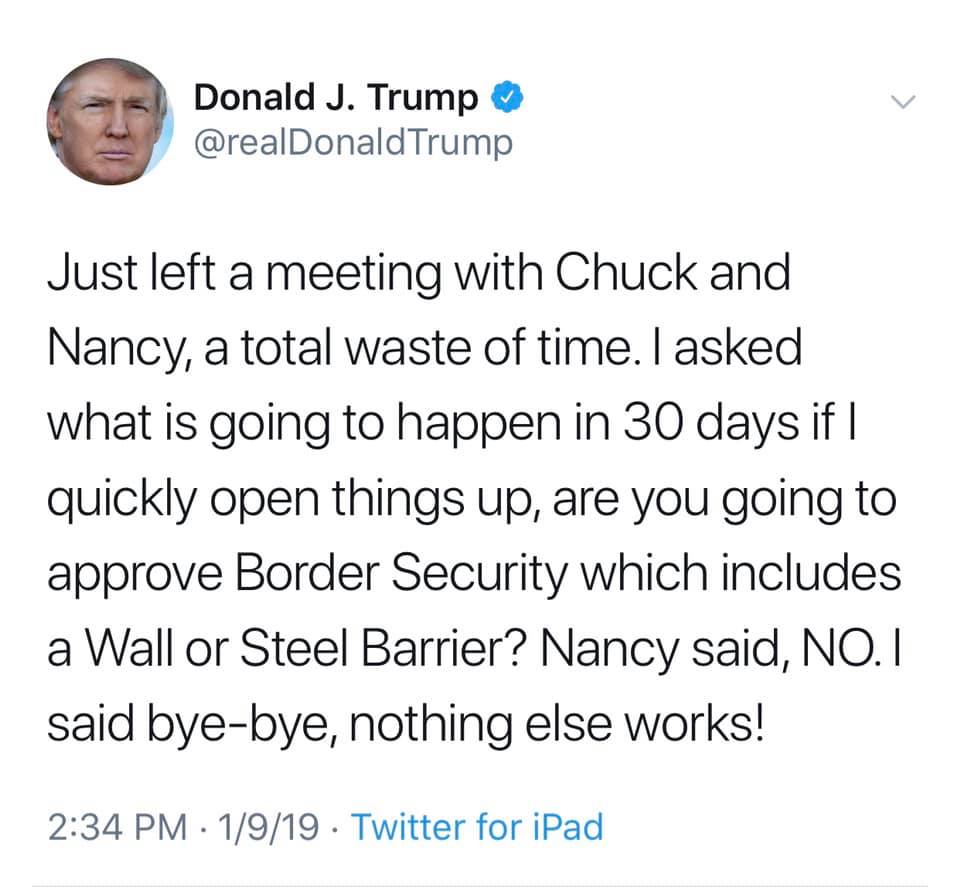 Donald J. Trump
@realDonaldTrump
Just left a meeting with Chuck and
Nancy, a total waste of time. I asked
what is going to happen in 30 days if I
quickly open things up, are you going to
approve Border Security which includes
a Wall or Steel Barrier? Nancy said, NO. I
said bye-bye, nothing else works!
2:34 PM · 1/9/19 · Twitter for iPad